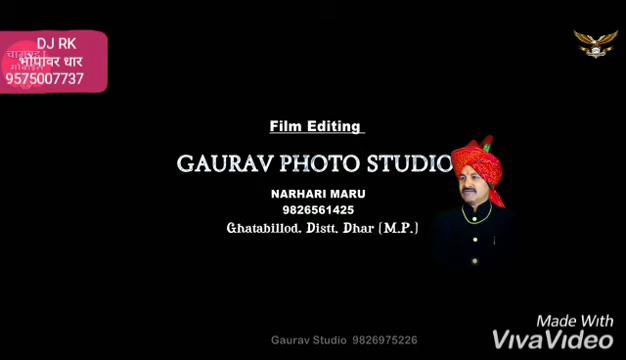 DJ RK
भोपावर धार
9575007737
Film Editing
GAURAV PHOTO STUDIO
NARHARI MARU
9826561425
Ghatabillod. Distt. Dhar (M.P.)
Gaurav Studio 9826975226
Made With
VivaVideo